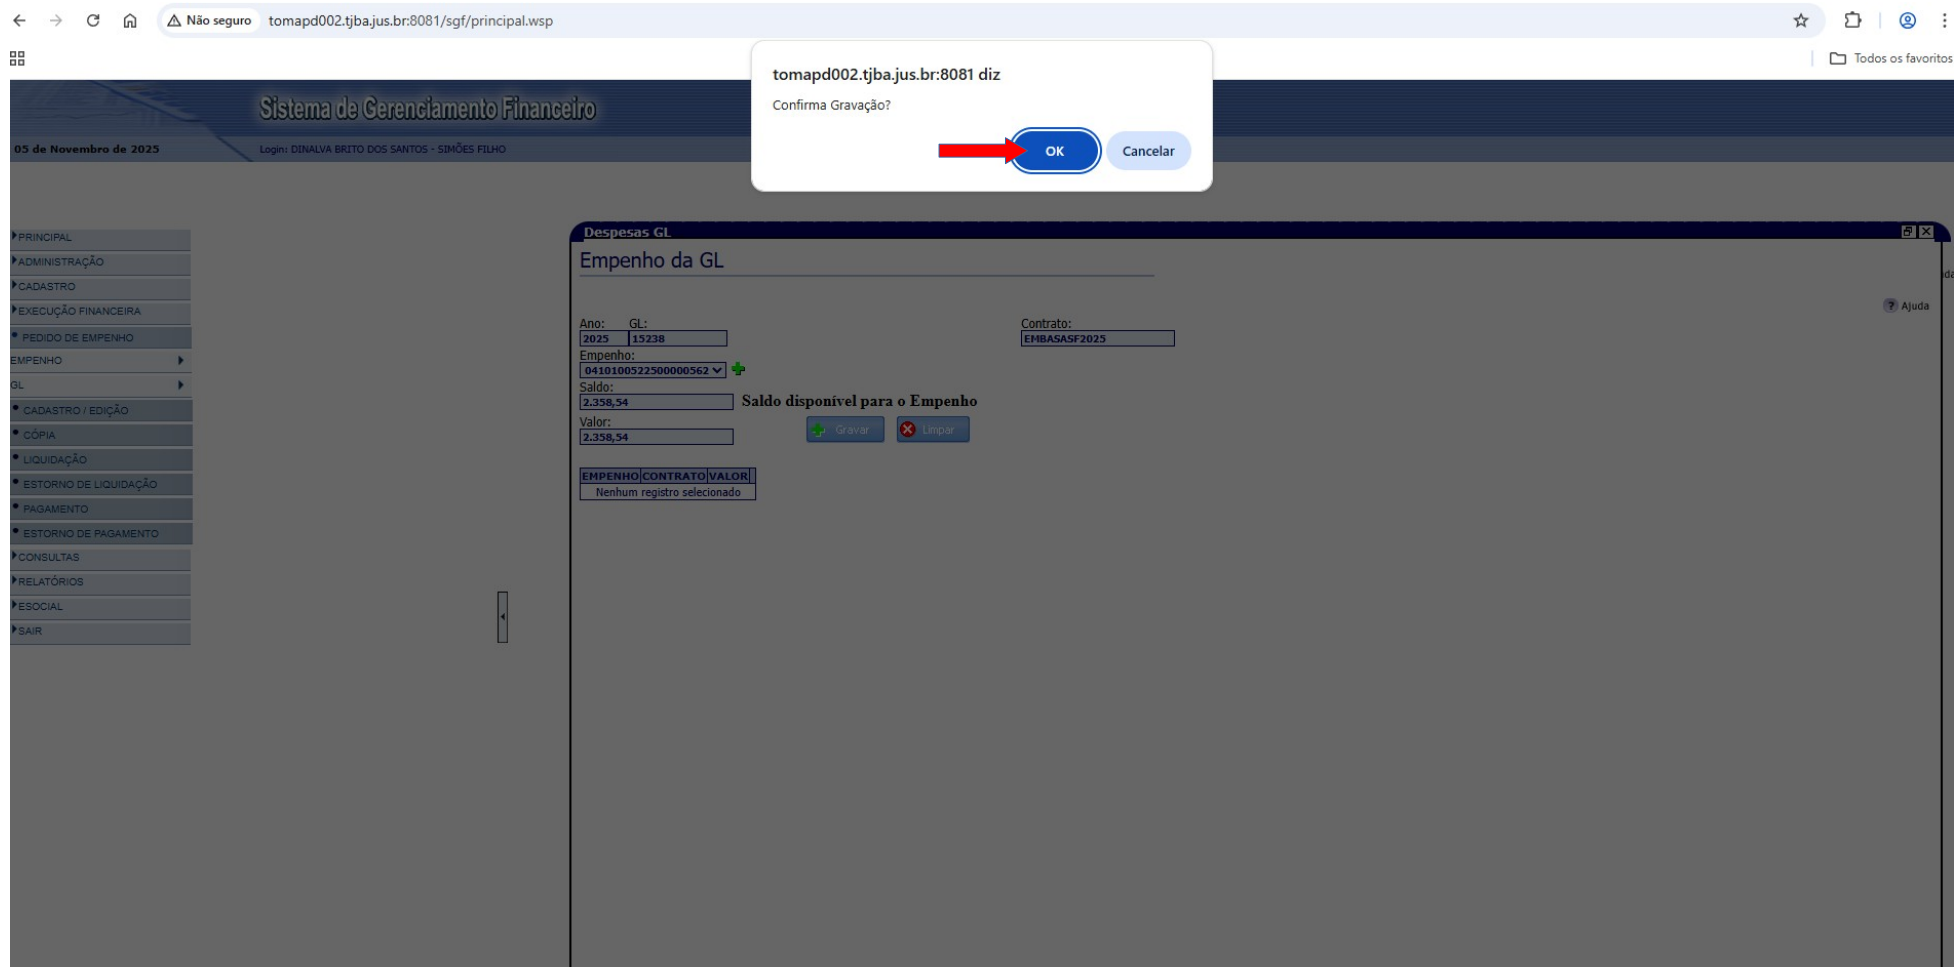 Não seguro
tomapd002.tjba.jus.br:8081/sgf/principal.wsp
Todos os favoritos
tomapd002.tjba.jus.br:8081 diz
Confirma Gravação?
OK
Cancelar
Sistema de Gerenciamento Financeiro
05 de Novembro de 2025
Login: DINALVA BRITO DOS SANTOS - SIMÕES FILHO
PRINCIPAL
ADMINISTRAÇÃO
CADASTRO
EXECUÇÃO FINANCEIRA
PEDIDO DE EMPENHO
EMPENHO
GL
CADASTRO / EDIÇÃO
CÓPIA
LIQUIDAÇÃO
ESTORNO DE LIQUIDAÇÃO
PAGAMENTO
ESTORNO DE PAGAMENTO
CONSULTAS
RELATÓRIOS
ESOCIAL
SAIR
Despesas GL
Empenho da GL
? Ajuda
Ano: GL: Contrato:
2025 15238 EMBASASF2025
Empenho:
0410100522500000562
Saldo:
2.358,54 Saldo disponível para o Empenho
Valor:
2.358,54 Gravar Limpar
EMPENHO CONTRATO VALOR
Nenhum registro selecionado